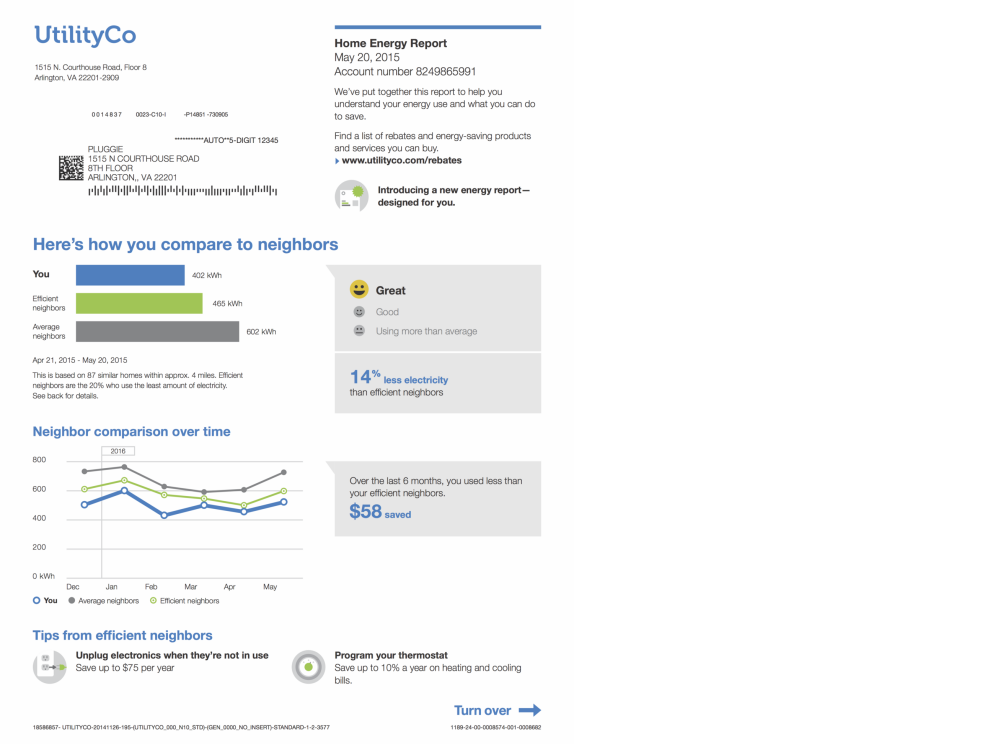 UtilityCo
1515 N. Courthouse Road, Floor 8
Arlington, VA 22201-2909
0 0 1 4 8 3 7 0023-C10-I -P14851 -730905
***********AUTO**5-DIGIT 12345
PLUGGIE
1515 N COURTHOUSE ROAD
8TH FLOOR
ARLINGTON,, VA 22201
Home Energy Report
May 20, 2015
Account number 8249865991
We've put together this report to help you
understand your energy use and what you can do
to save.
Find a list of rebates and energy-saving products
and services you can buy.
www.utilityco.com/rebates
Introducing a new energy report—
designed for you.
Here's how you compare to neighbors
You
402 kWh
Efficient
neighbors
465 kWh
Average
neighbors
602 kWh
Apr 21, 2015 - May 20, 2015
This is based on 87 similar homes within approx. 4 miles. Efficient
neighbors are the 20% who use the least amount of electricity.
See back for details.
Great
Good
Using more than average
14% less electricity
than efficient neighbors
Neighbor comparison over time
2016
800
600
400
200
0 kWh
Dec Jan Feb Mar Apr May
You Average neighbors Efficient neighbors
Over the last 6 months, you used less than
your efficient neighbors.
$58 saved
Tips from efficient neighbors
Unplug electronics when they're not in use
Save up to $75 per year
Program your thermostat
Save up to 10% a year on heating and cooling
bills.
Turn over
18586857- UTILITYCO-20141126-195-(UTILITYCO_000_N10_STD)-(GEN_0000_NO_INSERT)-STANDARD-1-2-3577
1189-24-00-0008574-001-0008682